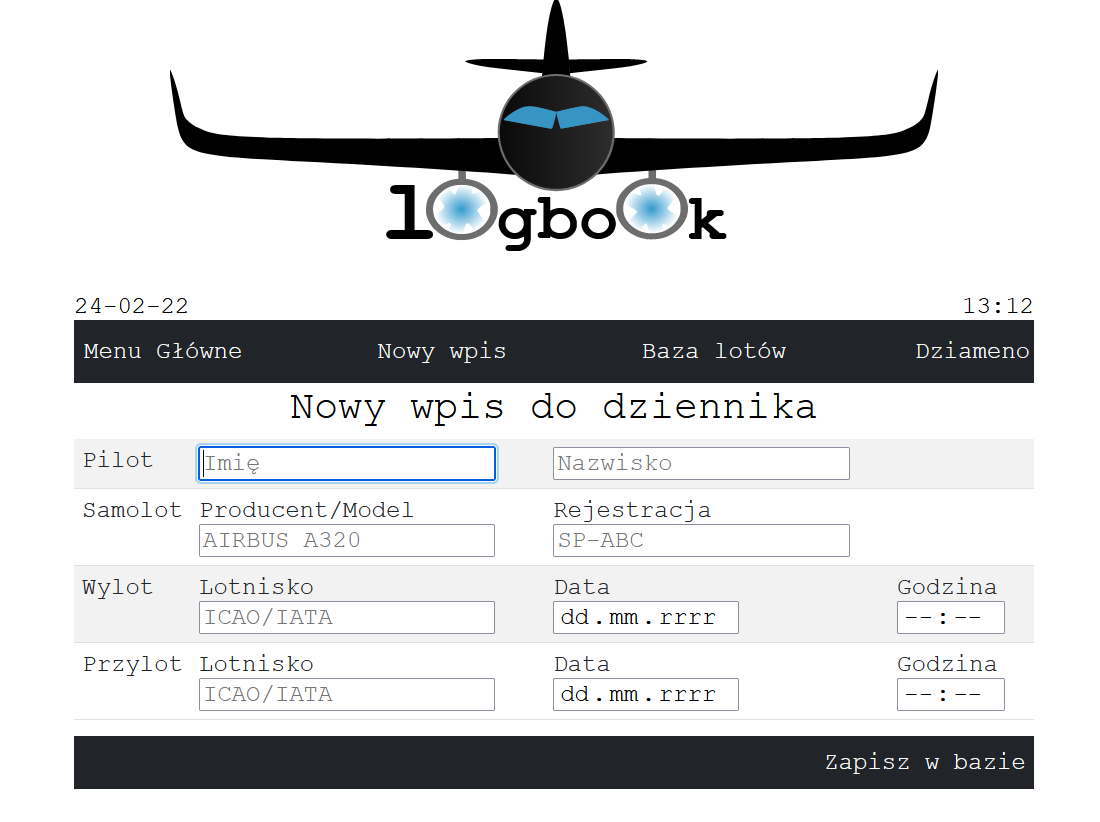 logbook
24-02-22 13:12
Menu Główne Nowy wpis Baza lotów Dziameno
Nowy wpis do dziennika
Pilot Imię Nazwisko
Samolot Producent/Model Rejestracja
AIRBUS A320 SP-ABC
Wylot Lotnisko Data Godzina
ICAO/IATA dd.mm.rrrr --:--
Przylot Lotnisko Data Godzina
ICAO/IATA dd.mm.rrrr --:--
Zapisz w bazie